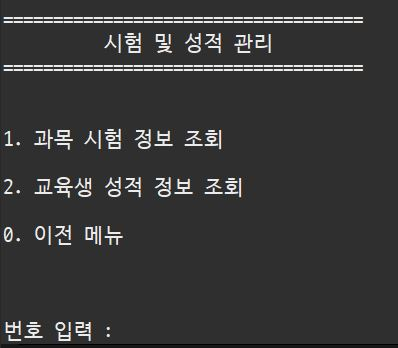 ====================================
시험 및 성적 관리
====================================
1. 과목 시험 정보 조회
2. 교육생 성적 정보 조회
0. 이전 메뉴
번호 입력 :